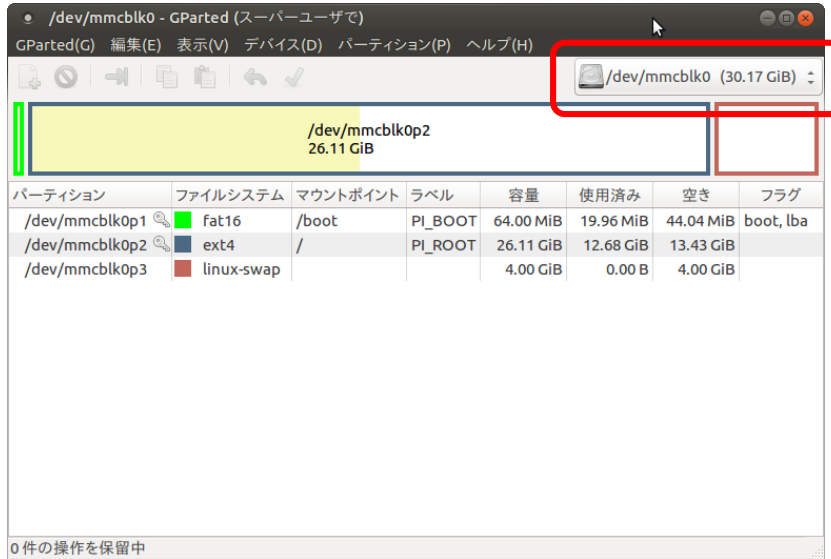 /dev/mmcblk0 - GParted (スーパーユーザで)
GParted(G) 編集(E) 表示(V) デバイス(D) パーティション(P) ヘルプ(H)
/dev/mmcblk0 (30.17 GiB)
/dev/mmcblk0p2
26.11 GiB
パーティション ファイルシステム マウントポイント ラベル 容量 使用済み 空き フラグ
/dev/mmcblk0p1 fat16 /boot PI_BOOT 64.00 MiB 19.96 MiB 44.04 MiB boot, lba
/dev/mmcblk0p2 ext4 / PI_ROOT 26.11 GiB 12.68 GiB 13.43 GiB
/dev/mmcblk0p3 linux-swap 4.00 GiB 0.00 B 4.00 GiB
0 件の操作を保留中